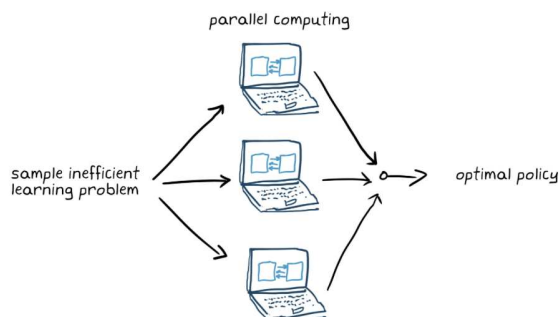 parallel computing
sample inefficient
learning problem
optimal policy